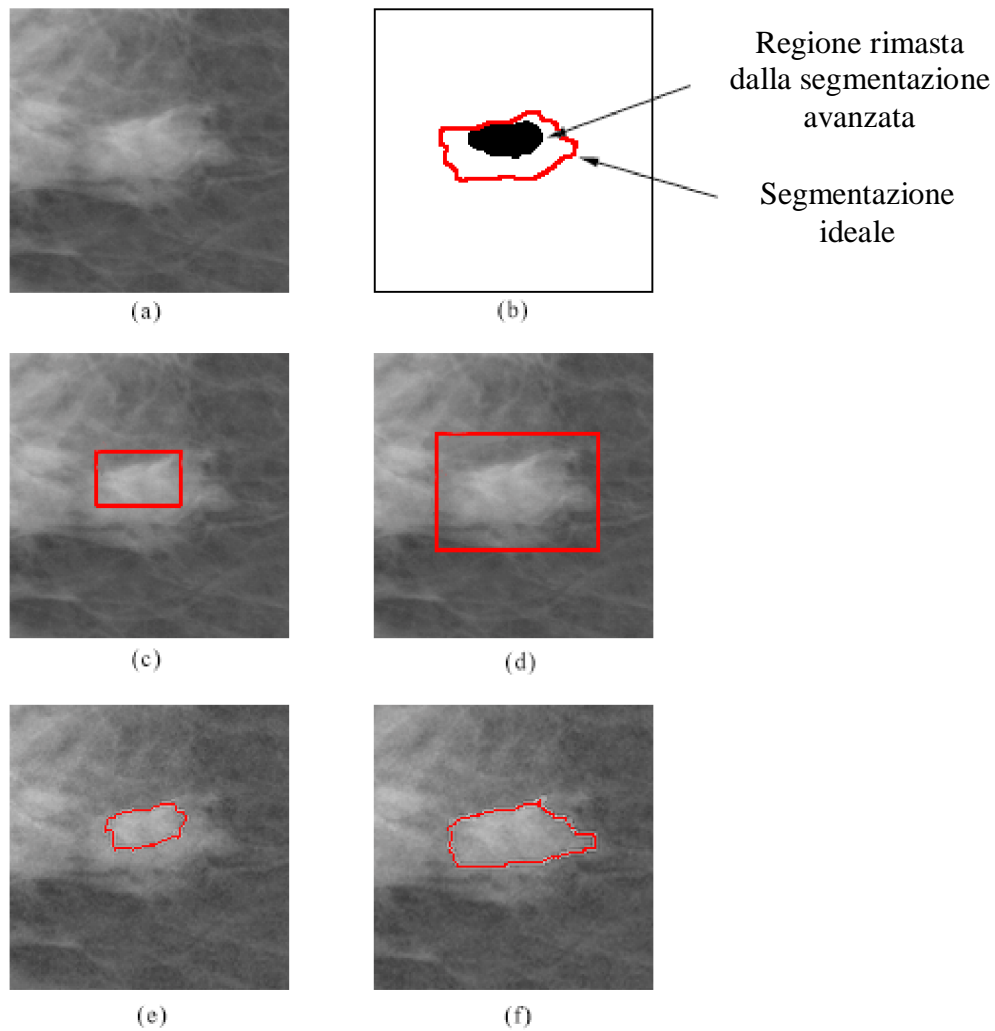 Regione rimasta
dalla segmentazione
avanzata
Segmentazione
ideale
(a)
(b)
(c)
(d)
(e)
(f)